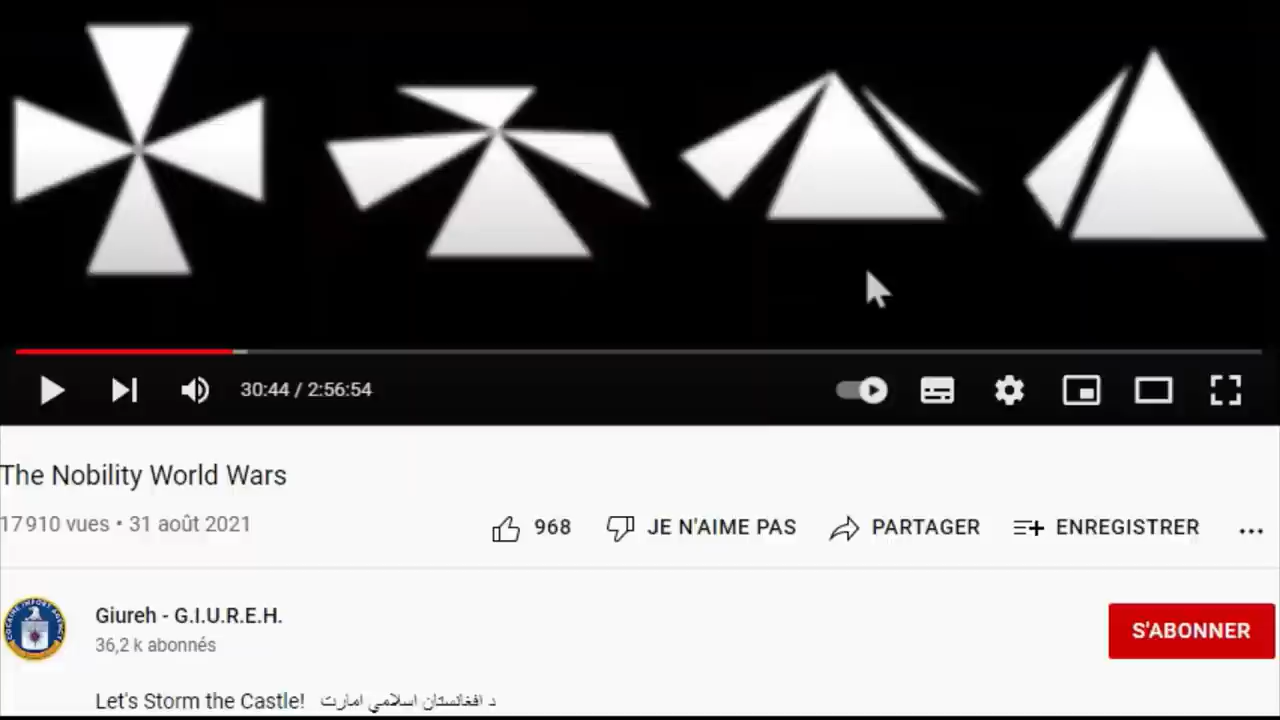 30:44 / 2:56:54
The Nobility World Wars
17 910 vues • 31 août 2021
968 JE N'AIME PAS PARTAGER ENREGISTRER
Giureh - G.I.U.R.E.H.
36,2 k abonnés
S'ABONNER
Let's Storm the Castle! د افغانستان اسلامي امارت